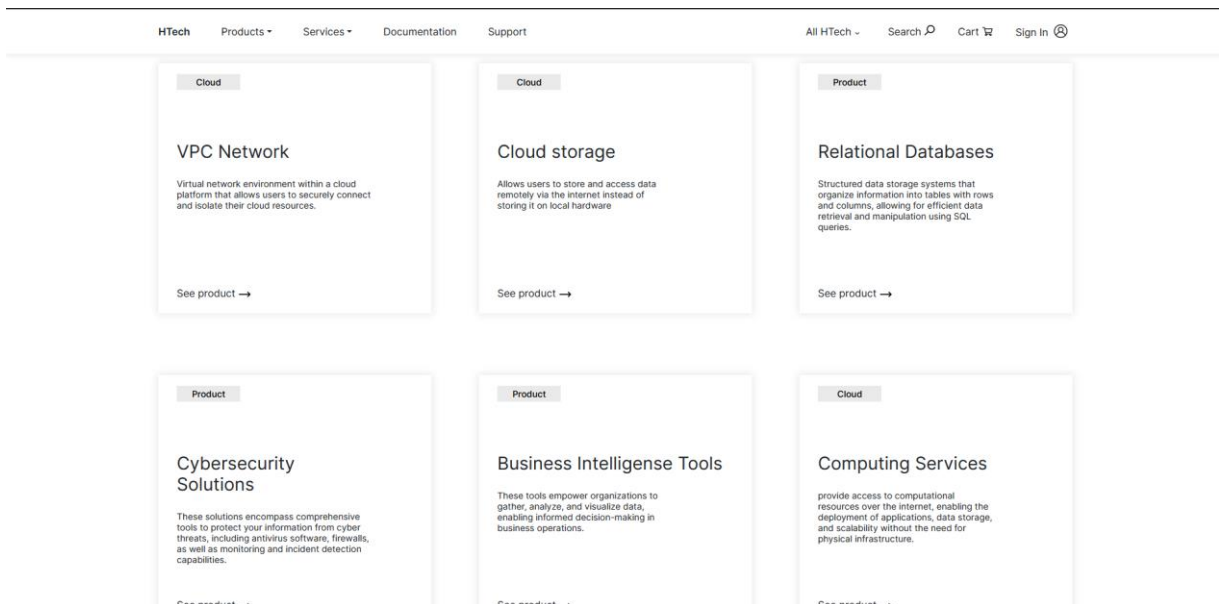 HTech Products Services Documentation Support All HTech Search Cart Sign In
Cloud
VPC Network
Virtual network environment within a cloud
platform that allows users to securely connect
and isolate their cloud resources.
See product →
Cloud
Cloud storage
Allows users to store and access data
remotely via the internet instead of
storing it on local hardware
See product →
Product
Relational Databases
Structured data storage systems that
organize information into tables with rows
and columns, allowing for efficient data
retrieval and manipulation using SQL
queries.
See product →
Product
Cybersecurity
Solutions
These solutions encompass comprehensive
tools to protect your information from cyber
threats, including antivirus software, firewalls,
as well as monitoring and incident detection
capabilities.
See product
Product
Business Intelligense Tools
These tools empower organizations to
gather, analyze, and visualize data,
enabling informed decision-making in
business operations.
See product
Cloud
Computing Services
provide access to computational
resources over the internet, enabling the
deployment of applications, data storage,
and scalability without the need for
physical infrastructure.
See product